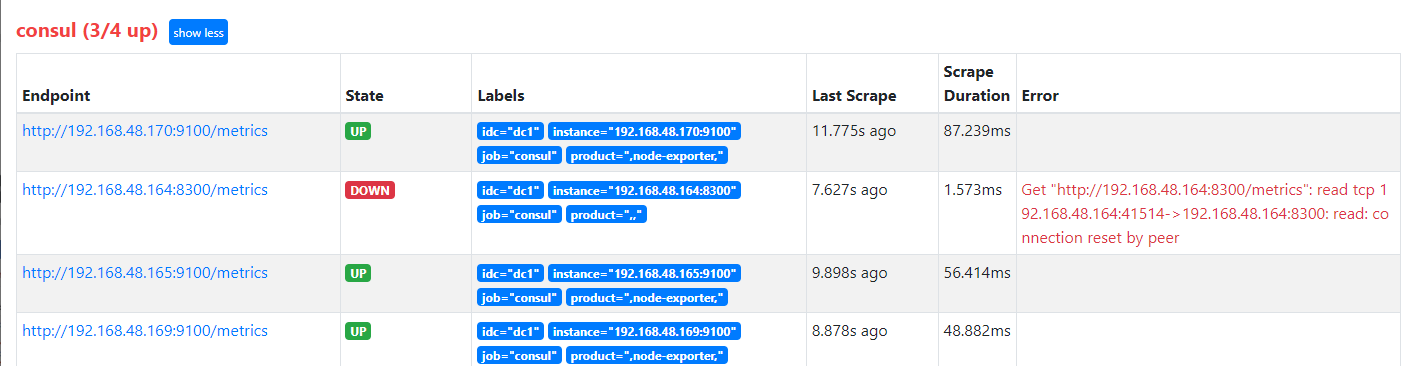 consul (3/4 up) show less
Scrape
Endpoint State Labels Last Scrape Duration Error
http://192.168.48.170:9100/metrics UP idc="dc1" instance="192.168.48.170:9100" 11.775s ago 87.239ms
job="consul" product=",node-exporter,"
http://192.168.48.164:8300/metrics DOWN idc="dc1" instance="192.168.48.164:8300" 7.627s ago 1.573ms Get "http://192.168.48.164:8300/metrics": read tcp 1
job="consul" product=",," 92.168.48.164:41514->192.168.48.164:8300: read: co
nnection reset by peer
http://192.168.48.165:9100/metrics UP idc="dc1" instance="192.168.48.165:9100" 9.898s ago 56.414ms
job="consul" product=",node-exporter,"
http://192.168.48.169:9100/metrics UP idc="dc1" instance="192.168.48.169:9100" 8.878s ago 48.882ms
job="consul" product=",node-exporter,"